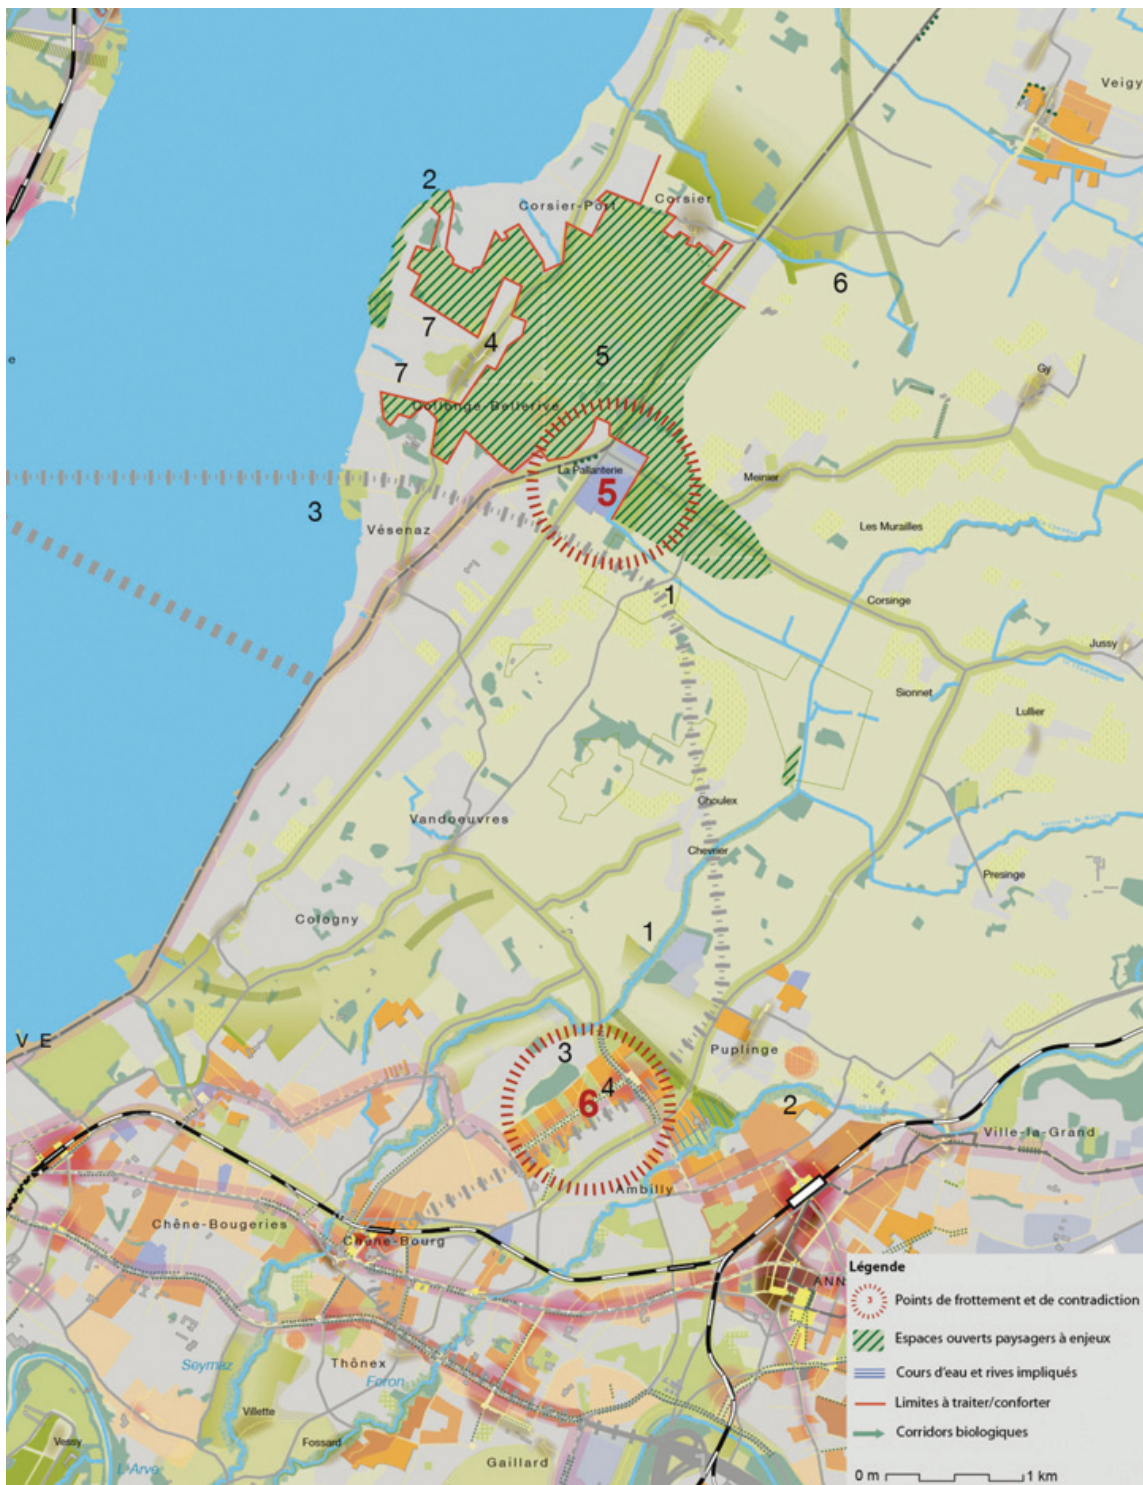 Veigy
2
Corsier-Port
Corsier
6
7
4
e
5
7
Gy
Collonge-Bellerive
La Pallanterie
5
Meinier
3
Vésenaz
Les Murailles
1
Corsinge
Jussy
Sionnet
Lullier
Choulex
Vandoeuvres
Chevrier
Presinge
Cologny
1
V E
Puplinge
3
4
6
2
Ville-la-Grand
Ambilly
Chêne-Bougeries
Chêne-Bourg
ANN
Seymaz
Thônex
Foron
Villette
Vessy
Fossard
L'Arve
Gaillard
Légende
3 Points de frottement et de contradiction
Espaces ouverts paysagers à enjeux
Cours d'eau et rives impliqués
Limites à traiter/conforter
Corridors biologiques
0 m 1 km